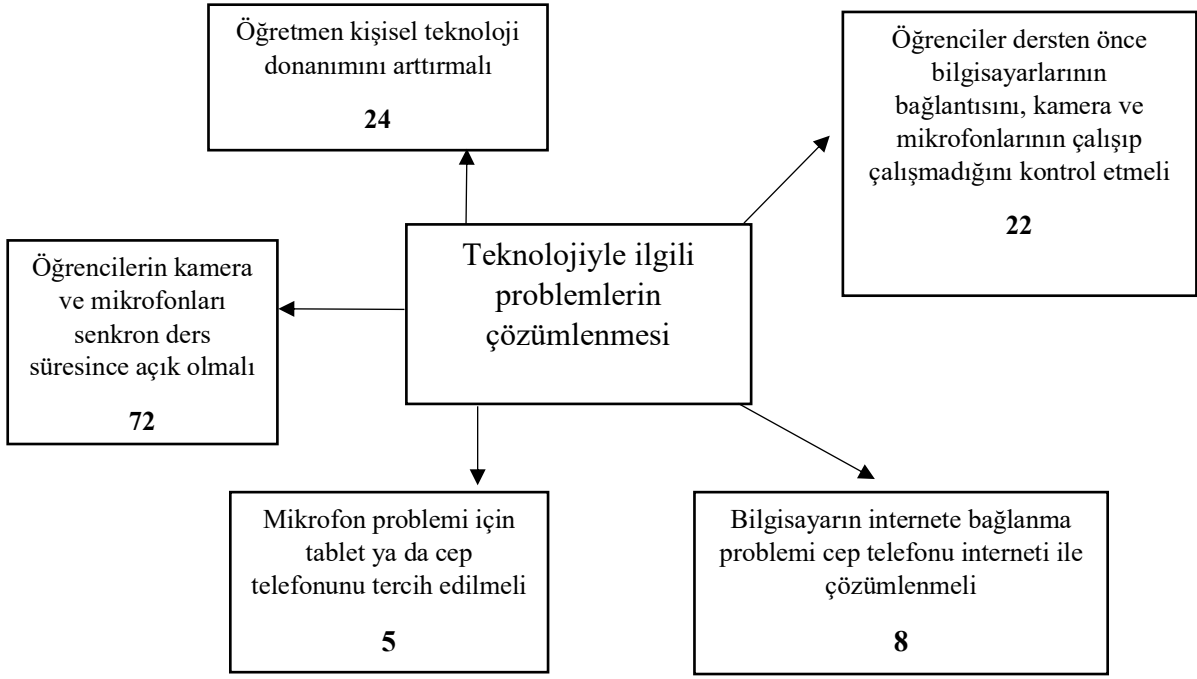 Öğretmen kişisel teknoloji
donanımını arttırmalı
24
Öğrenciler dersten önce
bilgisayarlarının
bağlantısını, kamera ve
mikrofonlarının çalışıp
çalışmadığını kontrol etmeli
22
Teknolojiyle ilgili
problemlerin
çözümlenmesi
Öğrencilerin kamera
ve mikrofonları
senkron ders
süresince açık olmalı
72
Mikrofon problemi için
tablet ya da cep
telefonunu tercih edilmeli
5
Bilgisayarın internete bağlanma
problemi cep telefonu interneti ile
çözümlenmeli
8